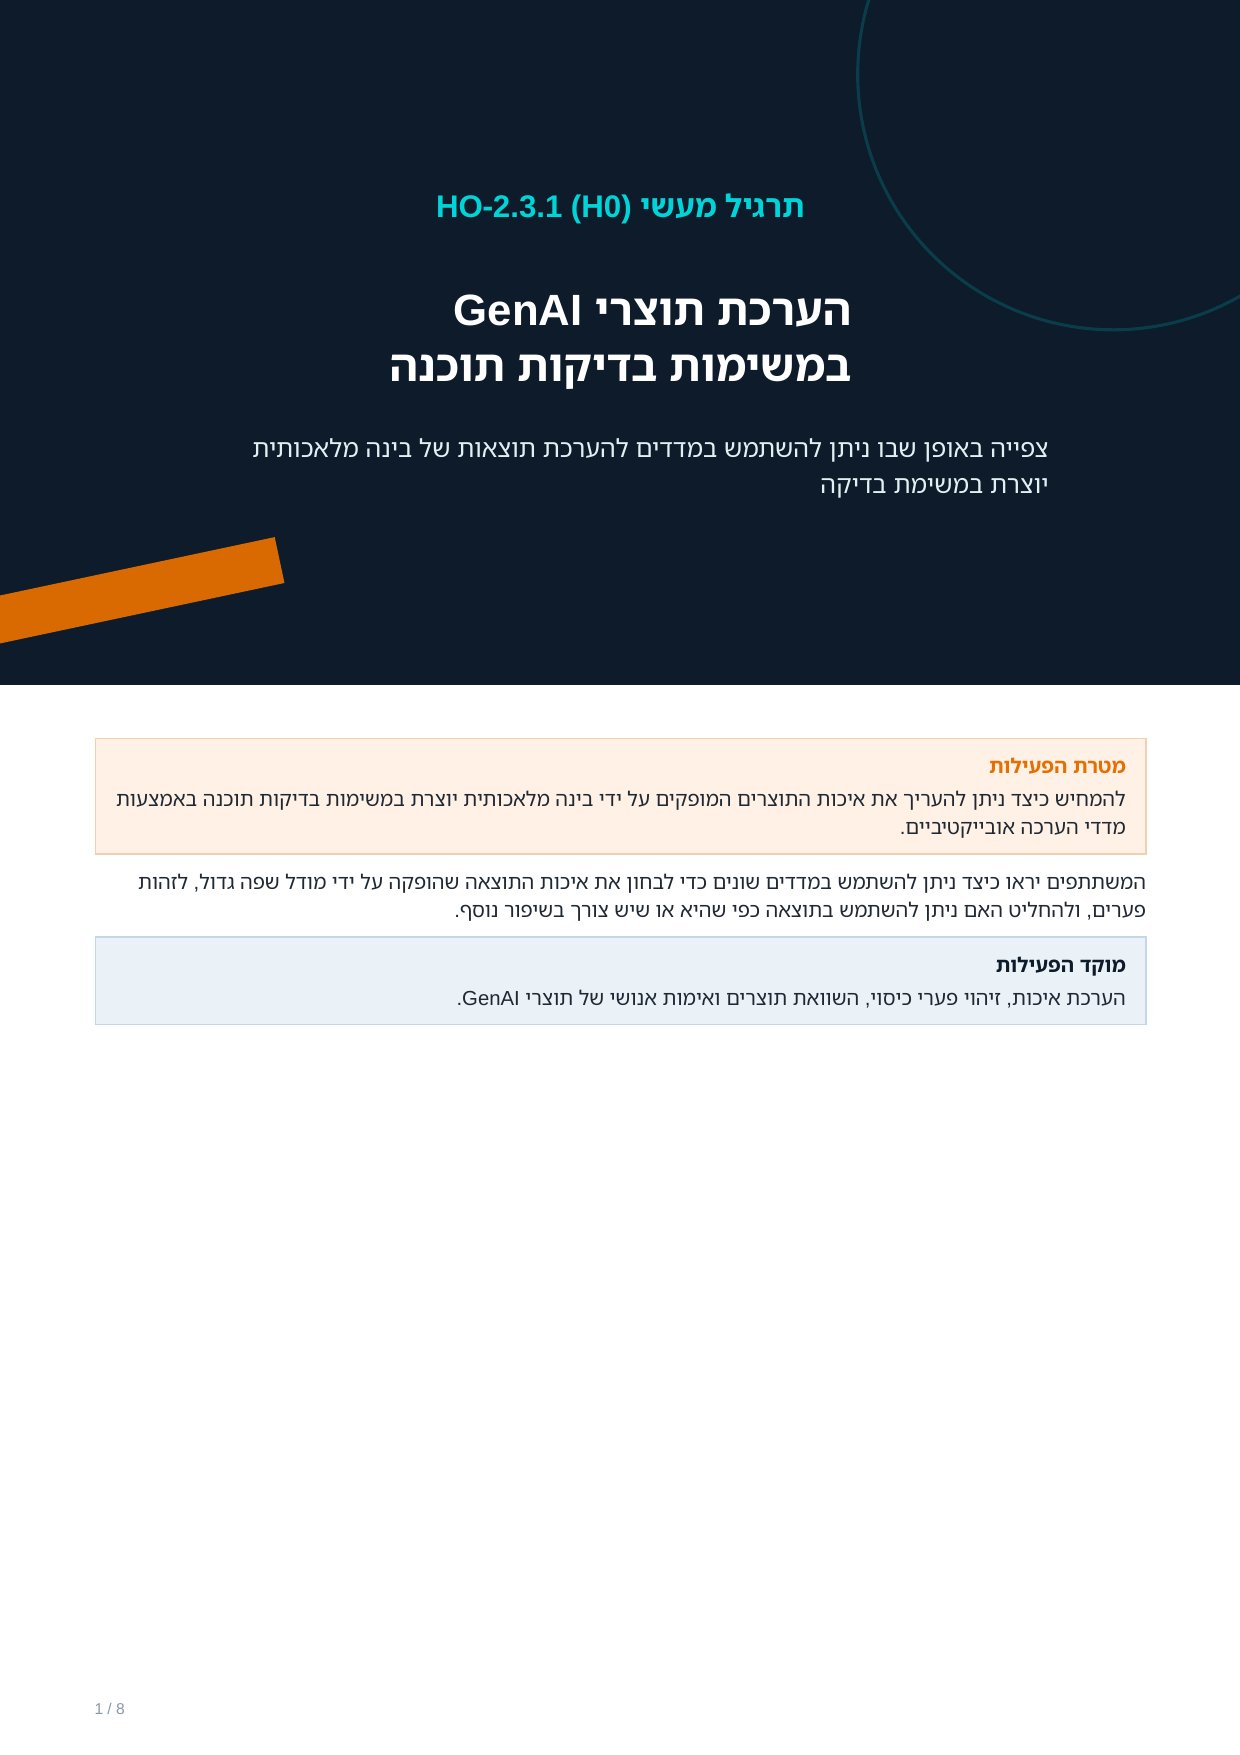 תרגיל מעשי HO-2.3.1 (H0)
הערכת תוצרי GenAI
במשימות בדיקות תוכנה
צפייה באופן שבו ניתן להשתמש במדדים להערכת תוצאות של בינה מלאכותית
יוצרת במשימת בדיקה
מטרת הפעילות
להמחיש כיצד ניתן להעריך את איכות התוצרים המופקים על ידי בינה מלאכותית יוצרת במשימות בדיקות תוכנה באמצעות
מדדי הערכה אובייקטיביים.
המשתתפים יראו כיצד ניתן להשתמש במדדים שונים כדי לבחון את איכות התוצאה שהופקה על ידי מודל שפה גדול, לזהות
פערים, ולהחליט האם ניתן להשתמש בתוצאה כפי שהיא או שיש צורך בשיפור נוסף.
מוקד הפעילות
הערכת איכות, זיהוי פערי כיסוי, השוואת תוצרים ואימות אנושי של תוצרי GenAI.
1 / 8